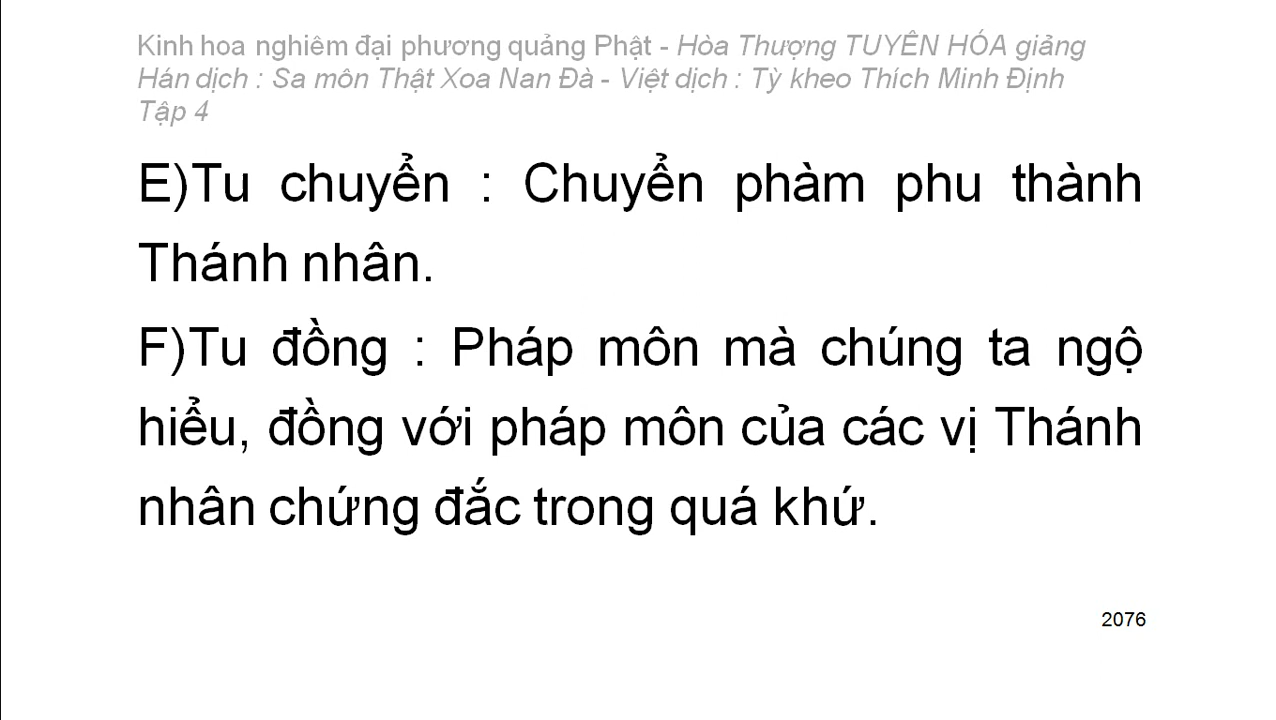 Kinh hoa nghiêm đại phương quảng Phật - Hòa Thượng TUYÊN HÓA giảng
Hán dịch : Sa môn Thật Xoa Nan Đà - Việt dịch : Tỳ kheo Thích Minh Định
Tập 4
E)Tu chuyển : Chuyển phàm phu thành
Thánh nhân.
F)Tu đồng : Pháp môn mà chúng ta ngộ
hiểu, đồng với pháp môn của các vị Thánh
nhân chứng đắc trong quá khứ.
2076